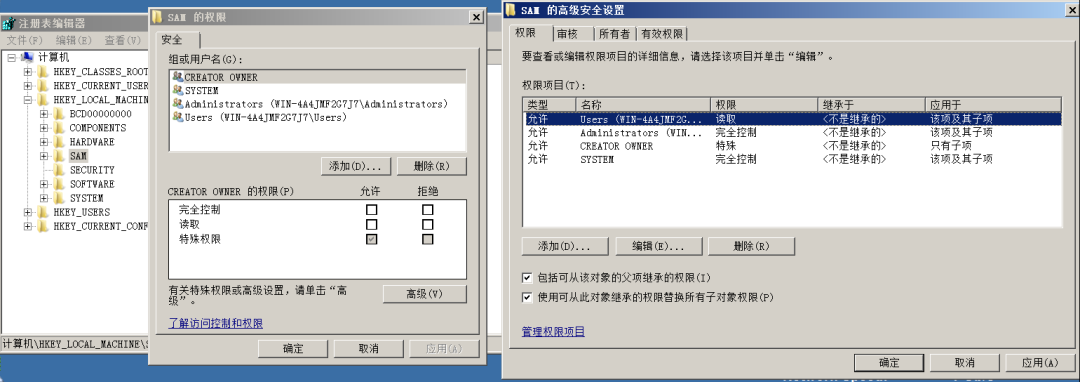 注册表编辑器
文件(F) 编辑(E) 查看(V)
计算机
HKEY_CLASSES_ROOT
HKEY_CURRENT_USER
HKEY_LOCAL_MACHIN
BCD00000000
COMPONENTS
HARDWARE
SAM
SECURITY
SOFTWARE
SYSTEM
HKEY_USERS
HKEY_CURRENT_CONF
计算机\HKEY_LOCAL_MACHINE\S
SAM 的权限
安全
组或用户名(G):
CREATOR OWNER
SYSTEM
Administrators (WIN-4A4JMF2G7J7\Administrators)
Users (WIN-4A4JMF2G7J7\Users)
添加(D)... 删除(R)
CREATOR OWNER 的权限(P) 允许 拒绝
完全控制
读取
特殊权限
有关特殊权限或高级设置，请单击“高
级”。
高级(V)
了解访问控制和权限
确定 取消 应用(A)
SAM 的高级安全设置
权限 审核 所有者 有效权限
要查看或编辑权限项目的详细信息，请选择该项目并单击“编辑”。
权限项目(T):
类型 名称 权限 继承于 应用于
允许 Users (WIN-4A4JMF2G... 读取 <不是继承的> 该项及其子项
允许 Administrators (WIN... 完全控制 <不是继承的> 该项及其子项
允许 CREATOR OWNER 特殊 <不是继承的> 只有子项
允许 SYSTEM 完全控制 <不是继承的> 该项及其子项
添加(D)... 编辑(E)... 删除(R)
包括可从该对象的父项继承的权限(I)
使用可从此对象继承的权限替换所有子对象权限(P)
管理权限项目
确定 取消 应用(A)